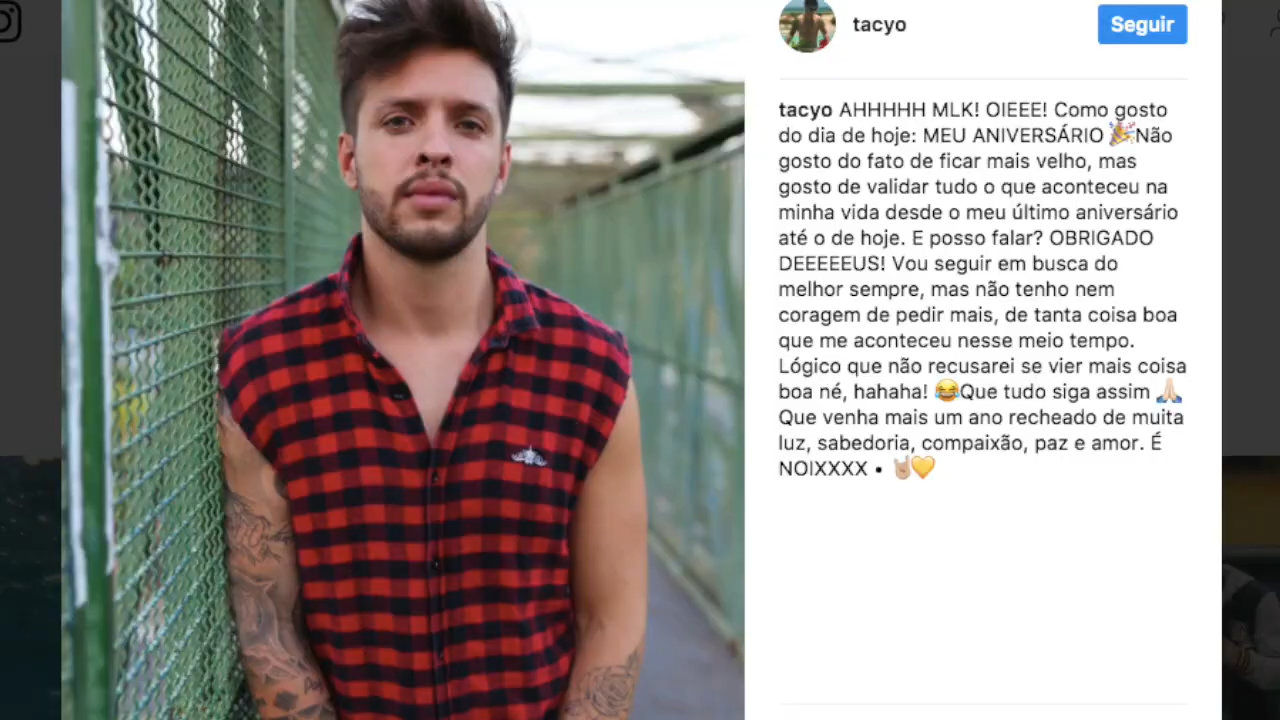 tacyo
Seguir
tacyo AHHHHH MLK! OIEEE! Como gosto
do dia de hoje: MEU ANIVERSÁRIO 🎉Não
gosto do fato de ficar mais velho, mas
gosto de validar tudo o que aconteceu na
minha vida desde o meu último aniversário
até o de hoje. E posso falar? OBRIGADO
DEEEEEUS! Vou seguir em busca do
melhor sempre, mas não tenho nem
coragem de pedir mais, de tanta coisa boa
que me aconteceu nesse meio tempo.
Lógico que não recusarei se vier mais coisa
boa né, hahaha! 😂Que tudo siga assim 🙏🏻
Que venha mais um ano recheado de muita
luz, sabedoria, compaixão, paz e amor. É
NOIXXXX • 🤘🏼💛